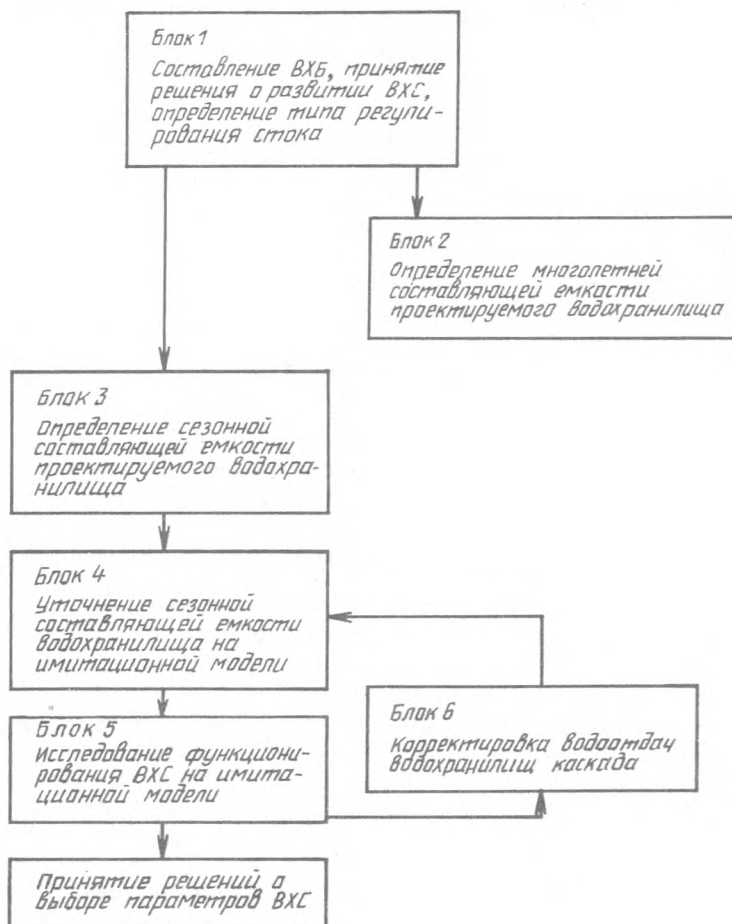 Блок 1
Составление ВХБ, принятие
решения о развитии ВХС,
определение типа регули-
рования стока
Блок 2
Определение многолетней
составляющей емкости
проектируемого водохранилища
Блок 3
Определение сезонной
составляющей емкости
проектируемого водохра-
нилища
Блок 4
Уточнение сезонной
составляющей емкости
водохранилища на
имитационной модели
Блок 5
Исследование функциони-
рования ВХС на имита-
ционной модели
Блок 6
Корректировка водоотдач
водохранилищ каскада
Принятие решений о
выборе параметров ВХС